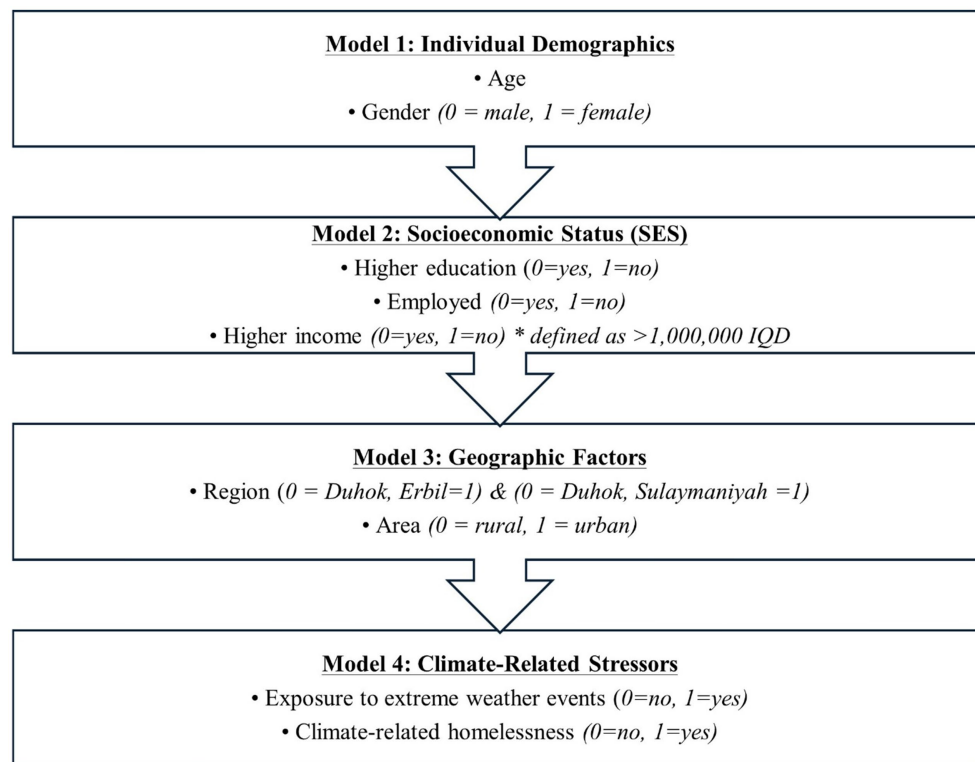 Model 1: Individual Demographics
• Age
• Gender (0 = male, 1 = female)
Model 2: Socioeconomic Status (SES)
• Higher education (0=yes, 1=no)
• Employed (0=yes, 1=no)
• Higher income (0=yes, 1=no) * defined as >1,000,000 IQD
Model 3: Geographic Factors
• Region (0 = Duhok, Erbil=1) & (0 = Duhok, Sulaymaniyah =1)
• Area (0 = rural, 1 = urban)
Model 4: Climate-Related Stressors
• Exposure to extreme weather events (0=no, 1=yes)
• Climate-related homelessness (0=no, 1=yes)